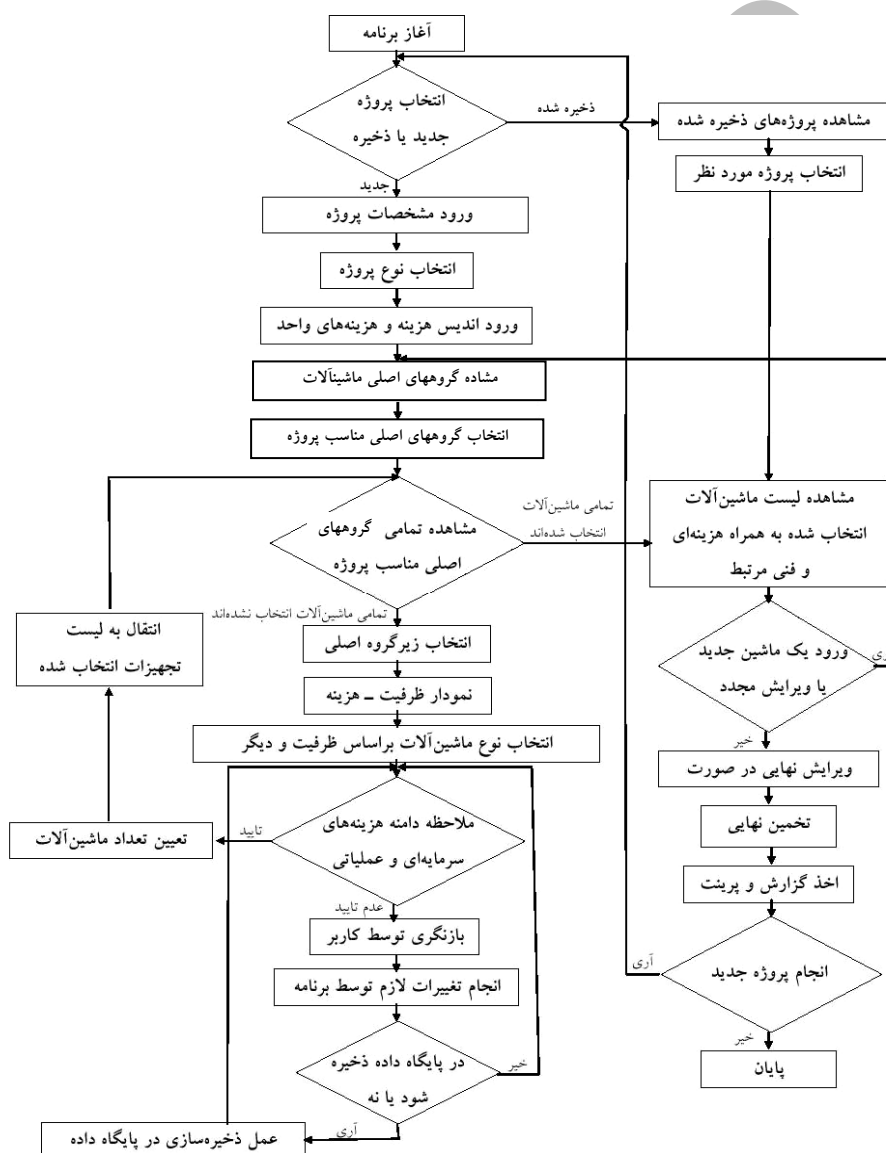 آغاز برنامه
انتخاب پروژه
جدید یا ذخیره
ذخیره شده
مشاهده پروژه‌های ذخیره شده
انتخاب پروژه مورد نظر
جدید
ورود مشخصات پروژه
انتخاب نوع پروژه
ورود اندیس هزینه و هزینه‌های واحد
مشاده گروههای اصلی ماشینآلات
انتخاب گروههای اصلی مناسب پروژه
مشاهده تمامی گروههای
اصلی مناسب پروژه
تمامی ماشین‌آلات
انتخاب شده‌اند
مشاهده لیست ماشین‌آلات
انتخاب شده به همراه هزینه‌ای
و فنی مرتبط
تمامی ماشین‌آلات انتخاب نشده‌اند
انتخاب زیرگروه اصلی
نمودار ظرفیت ــ هزینه
انتخاب نوع ماشین‌آلات براساس ظرفیت و دیگر
ملاحظه دامنه هزینه‌های
سرمایه‌ای و عملیاتی
تایید
تعیین تعداد ماشین‌آلات
انتقال به لیست
تجهیزات انتخاب شده
عدم تایید
بازنگری توسط کاربر
انجام تغییرات لازم توسط برنامه
در پایگاه داده ذخیره
شود یا نه
خیر
آری
عمل ذخیره‌سازی در پایگاه داده
ورود یک ماشین جدید
یا ویرایش مجدد
خیر
ویرایش نهایی در صورت
تخمین نهایی
اخذ گزارش و پرینت
انجام پروژه جدید
آری
خیر
پایان